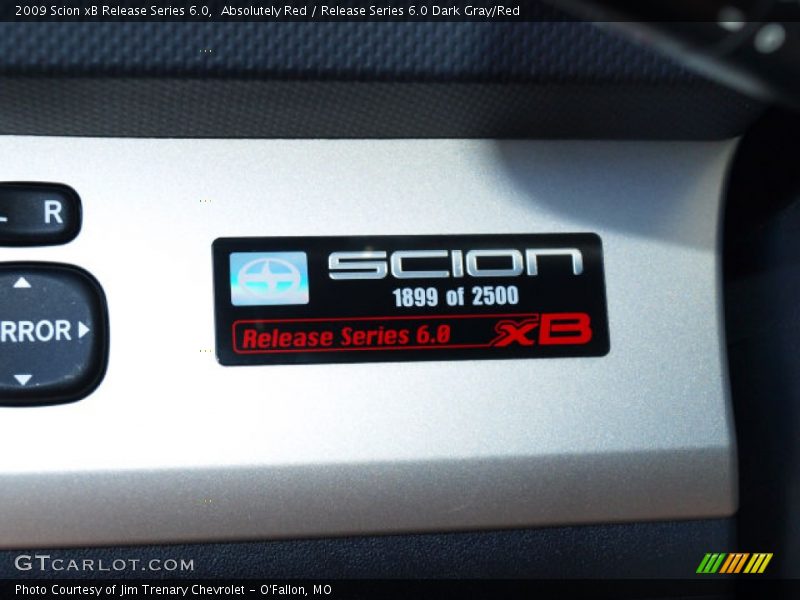 2009 Scion xB Release Series 6.0,  Absolutely Red / Release Series 6.0 Dark Gray/Red
R
RROR
SCION
1899 of 2500
Release Series 6.0 xB
GTCARLOT.COM
Photo Courtesy of Jim Trenary Chevrolet - O'Fallon, MO